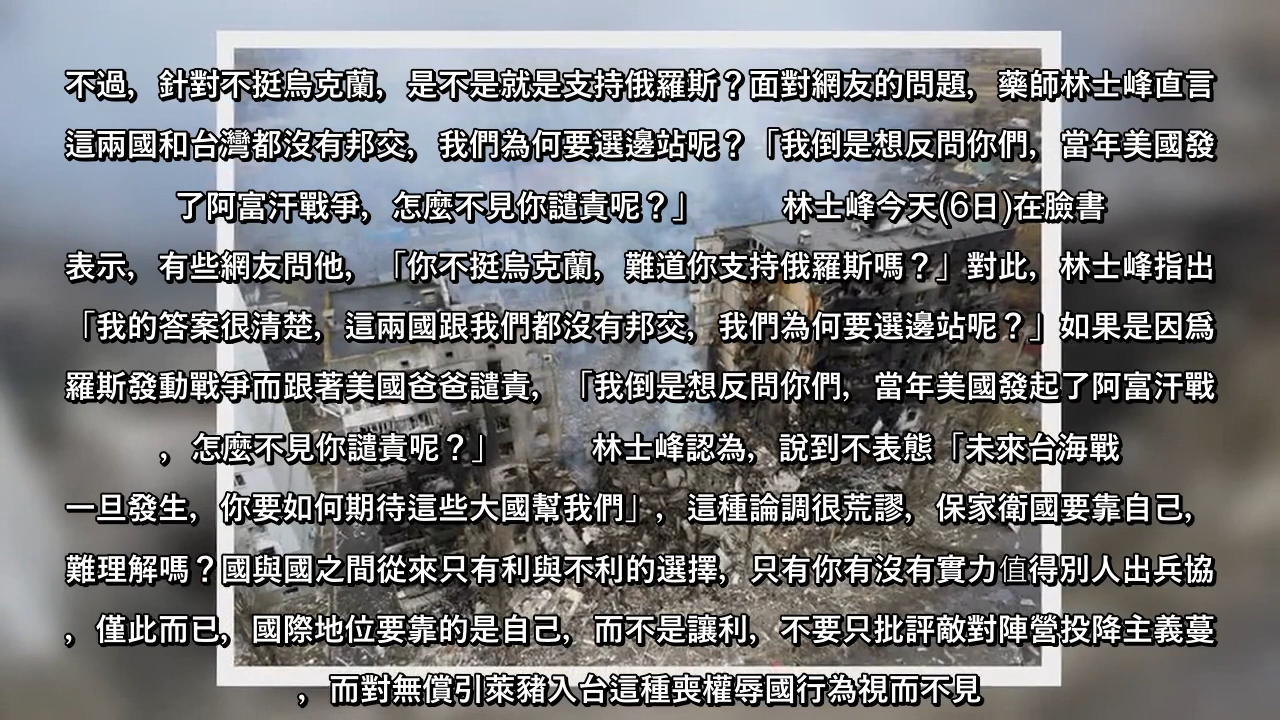 不過，針對不挺烏克蘭，是不是就是支持俄羅斯？面對網友的問題，藥師林士峰直言
這兩國和台灣都沒有邦交，我們為何要選邊站呢？「我倒是想反問你們，當年美國發
了阿富汗戰爭，怎麼不見你譴責呢？」 林士峰今天(6日)在臉書
表示，有些網友問他，「你不挺烏克蘭，難道你支持俄羅斯嗎？」對此，林士峰指出
「我的答案很清楚，這兩國跟我們都沒有邦交，我們為何要選邊站呢？」如果是因為
羅斯發動戰爭而跟著美國爸爸譴責，「我倒是想反問你們，當年美國發起了阿富汗戰
，怎麼不見你譴責呢？」 林士峰認為，說到不表態「未來台海戰
一旦發生，你要如何期待這些大國幫我們」，這種論調很荒謬，保家衛國要靠自己，
難理解嗎？國與國之間從來只有利與不利的選擇，只有你有沒有實力值得別人出兵協
，僅此而已，國際地位要靠的是自己，而不是讓利，不要只批評敵對陣營投降主義蔓
，而對無償引萊豬入台這種喪權辱國行為視而不見